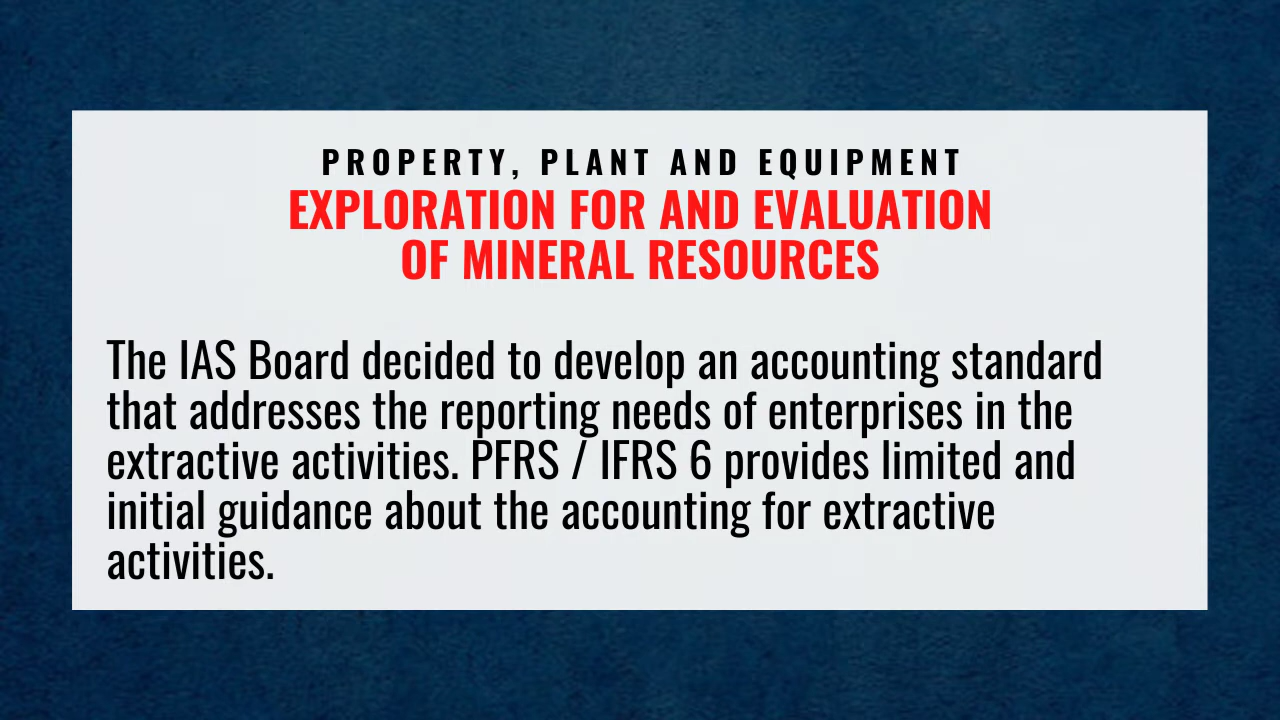 PROPERTY, PLANT AND EQUIPMENT
EXPLORATION FOR AND EVALUATION
OF MINERAL RESOURCES
The IAS Board decided to develop an accounting standard
that addresses the reporting needs of enterprises in the
extractive activities. PFRS / IFRS 6 provides limited and
initial guidance about the accounting for extractive
activities.